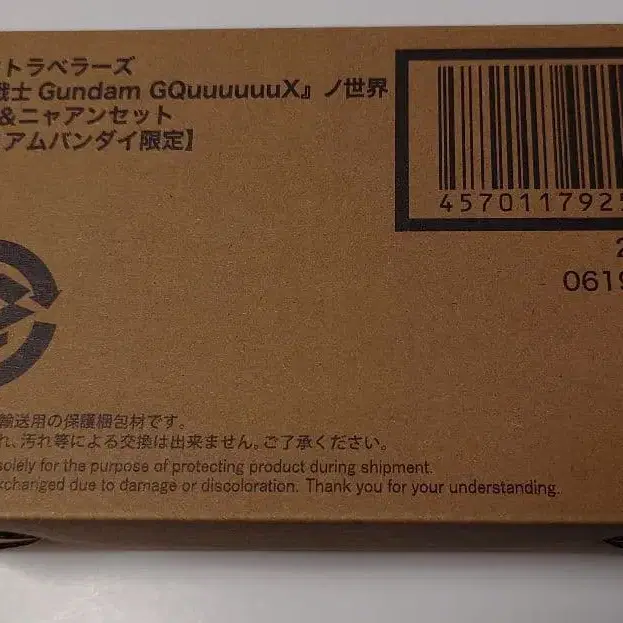 トラベラーズ
戦士 Gundam GQuuuuuuX』ノ世界
&ニャアンセット
アムバンダイ限定】
4570117925
2
0619
輸送用の保護梱包材です。
れ、汚れ等による交換は出来ません。ご了承ください。
solely for the purpose of protecting product during shipment.
xchanged due to damage or discoloration. Thank you for your understanding.